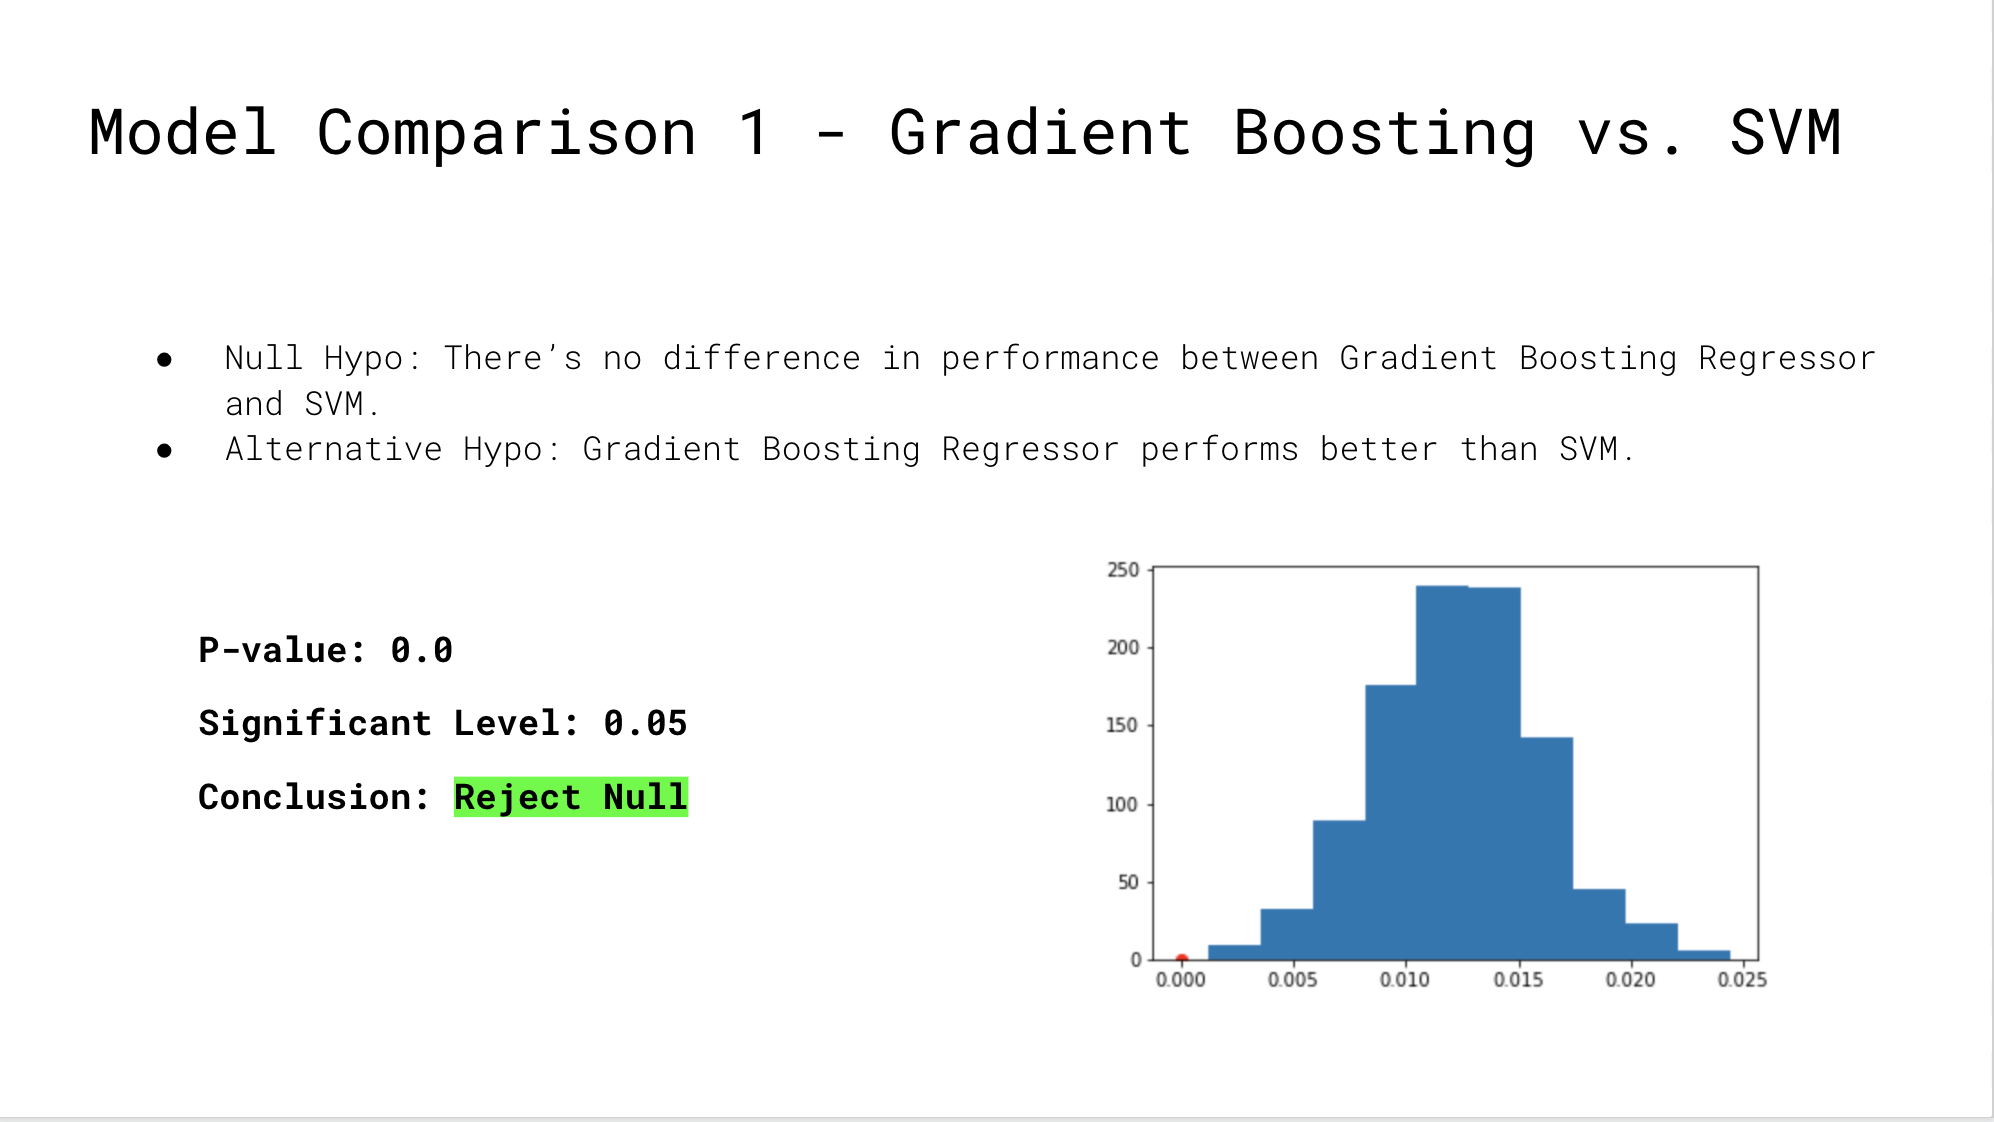 Model Comparison 1 - Gradient Boosting vs. SVM
● Null Hypo: There’s no difference in performance between Gradient Boosting Regressor
and SVM.
● Alternative Hypo: Gradient Boosting Regressor performs better than SVM.
P-value: 0.0
Significant Level: 0.05
Conclusion: Reject Null
250
200
150
100
50
0
0.000 0.005 0.010 0.015 0.020 0.025